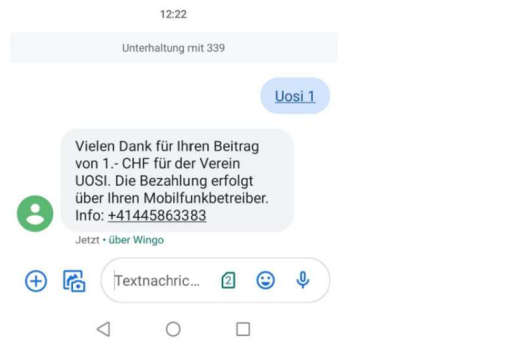 12:22
Unterhaltung mit 339
Uosi 1
Vielen Dank für Ihren Beitrag
von 1.- CHF für der Verein
UOSI. Die Bezahlung erfolgt
über Ihren Mobilfunkbetreiber.
Info: +41445863383
Jetzt • über Wingo
Textnachric... 2